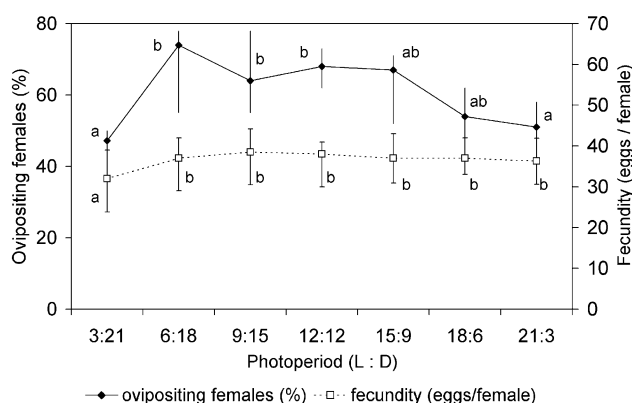 80
60
40
20
0
Ovipositing females (%)
70
60
50
40
30
20
10
0
Fecundity (eggs / female)
a
b
b
b
ab
ab
a
a
b
b
b
b
b
b
3:21 6:18 9:15 12:12 15:9 18:6 21:3
Photoperiod (L : D)
ovipositing females (%) fecundity (eggs/female)